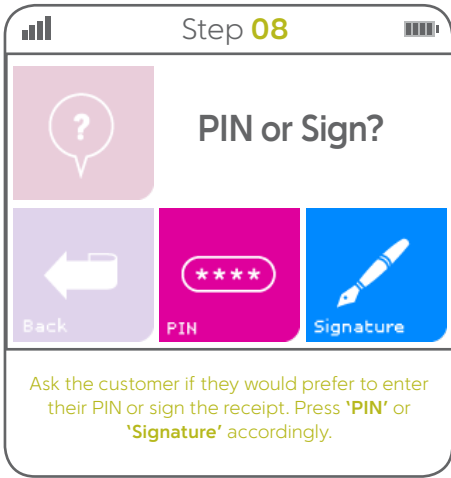 Step 08
?
PIN or Sign?
Back
****
PIN
Signature
Ask the customer if they would prefer to enter
their PIN or sign the receipt. Press ‘PIN’ or
‘Signature’ accordingly.